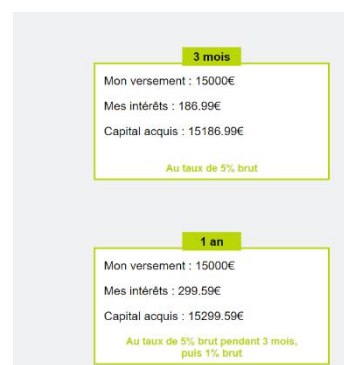 3 mois
Mon versement : 15000€
Mes intérêts : 186.99€
Capital acquis : 15186.99€
Au taux de 5% brut
1 an
Mon versement : 15000€
Mes intérêts : 299.59€
Capital acquis : 15299.59€
Au taux de 5% brut pendant 3 mois,
puis 1% brut